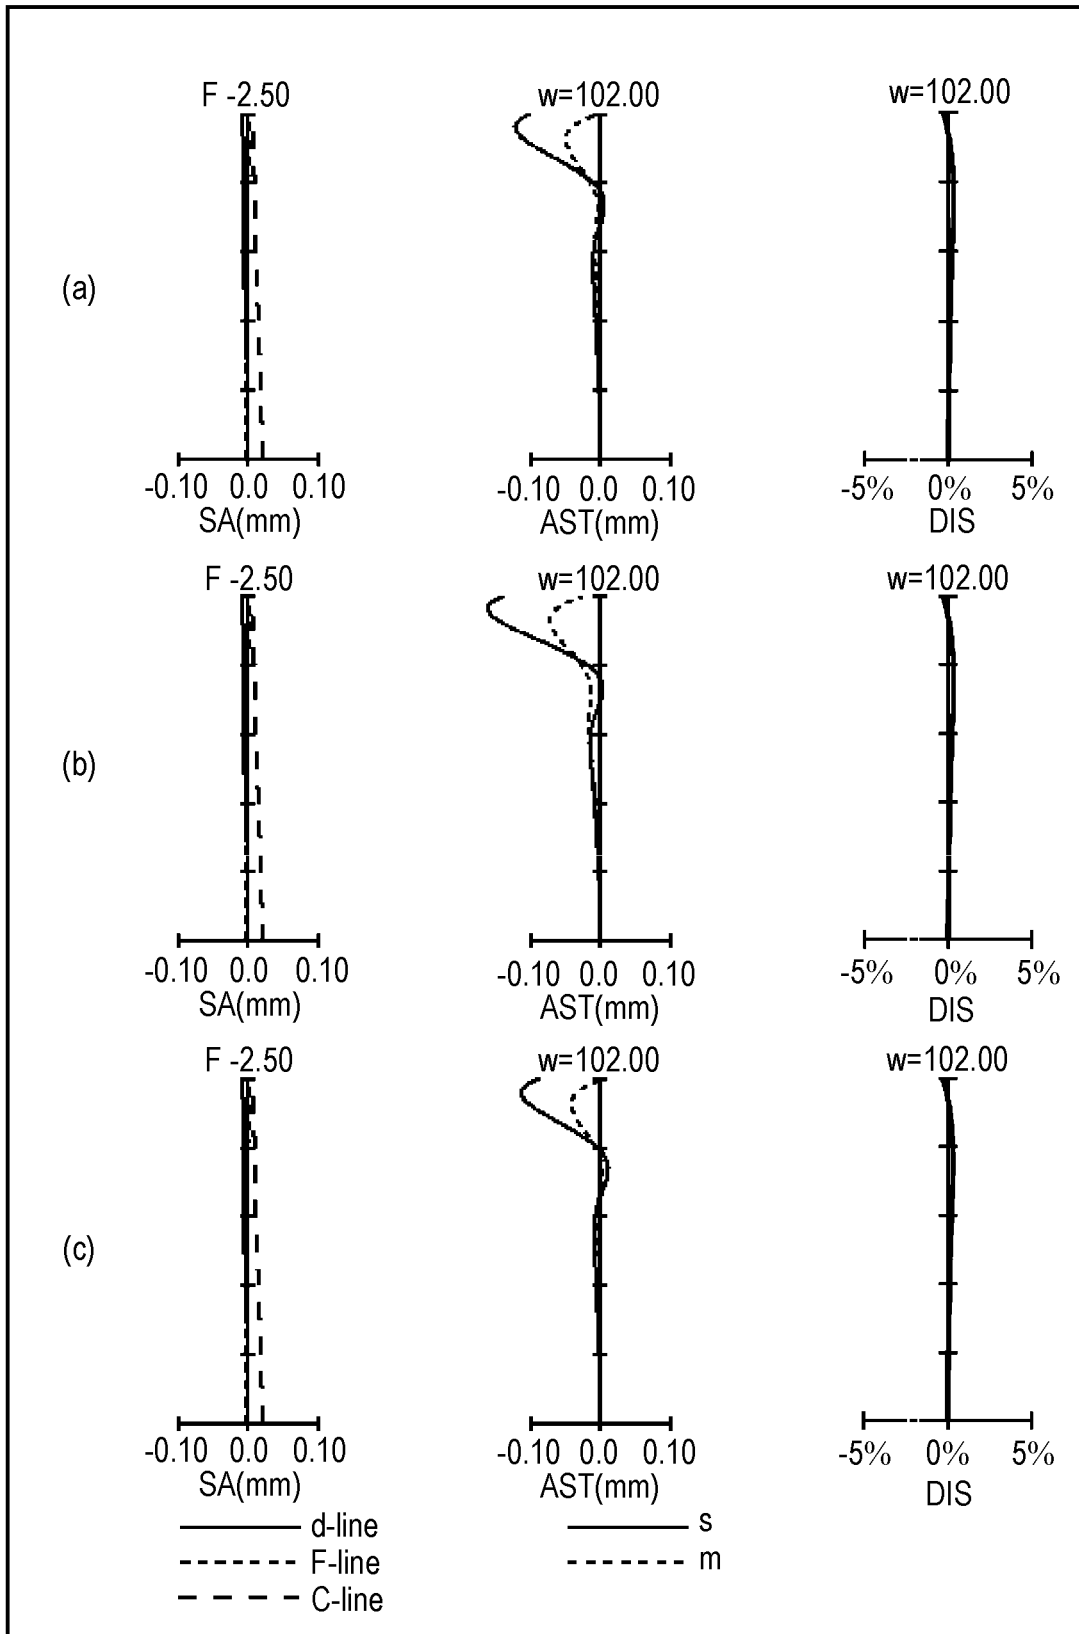 F -2.50 w=102.00 w=102.00
(a)
-0.10 0.0 0.10 -0.10 0.0 0.10 -5% 0% 5%
SA(mm) AST(mm) DIS
F -2.50 w=102.00 w=102.00
(b)
-0.10 0.0 0.10 -0.10 0.0 0.10 -5% 0% 5%
SA(mm) AST(mm) DIS
F -2.50 w=102.00 w=102.00
(c)
-0.10 0.0 0.10 -0.10 0.0 0.10 -5% 0% 5%
SA(mm) AST(mm) DIS
d-line s
F-line m
C-line